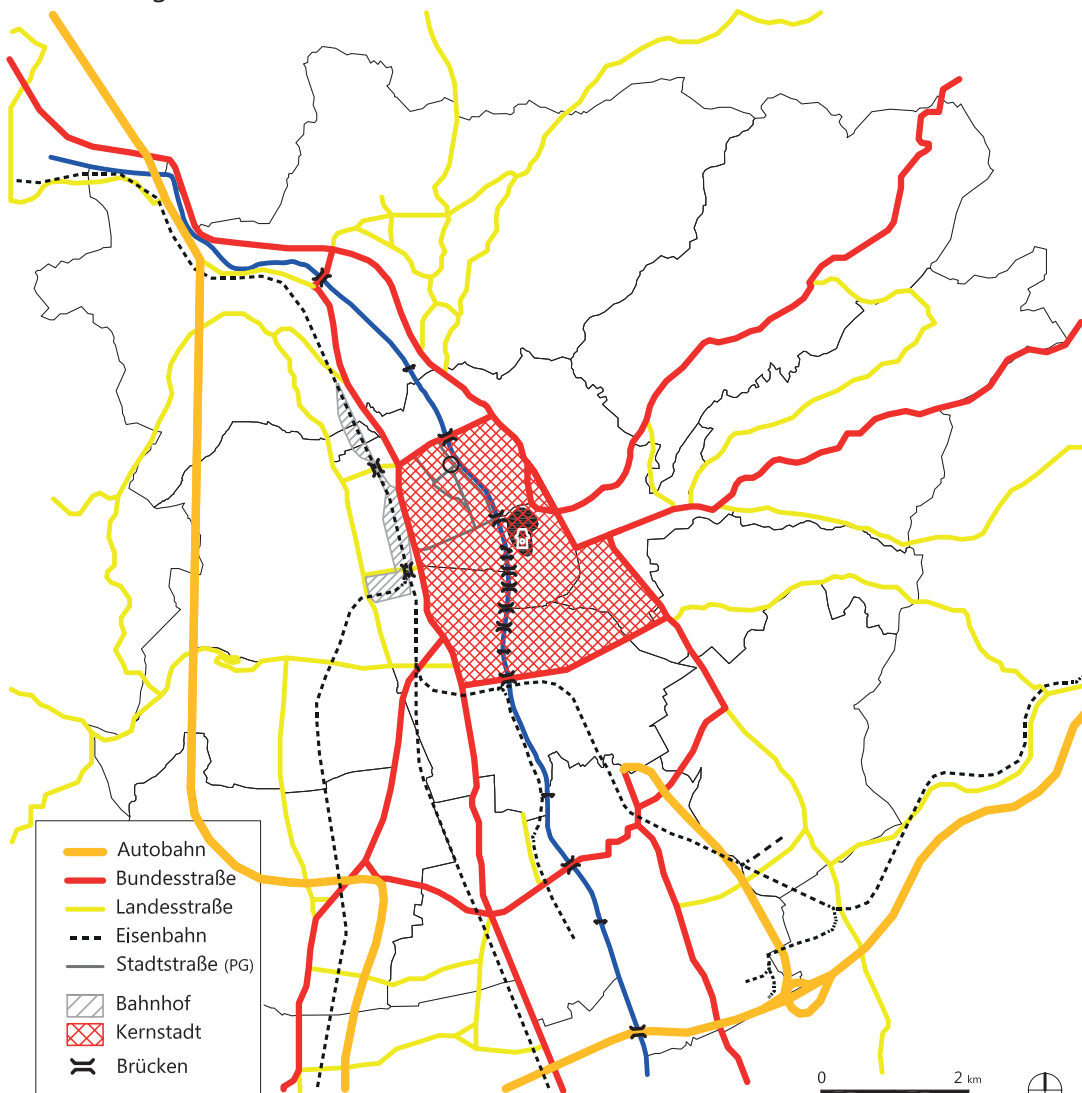 Autobahn
Bundesstraße
Landesstraße
Eisenbahn
Stadtstraße (PG)
Bahnhof
Kernstadt
Brücken
0 2 km